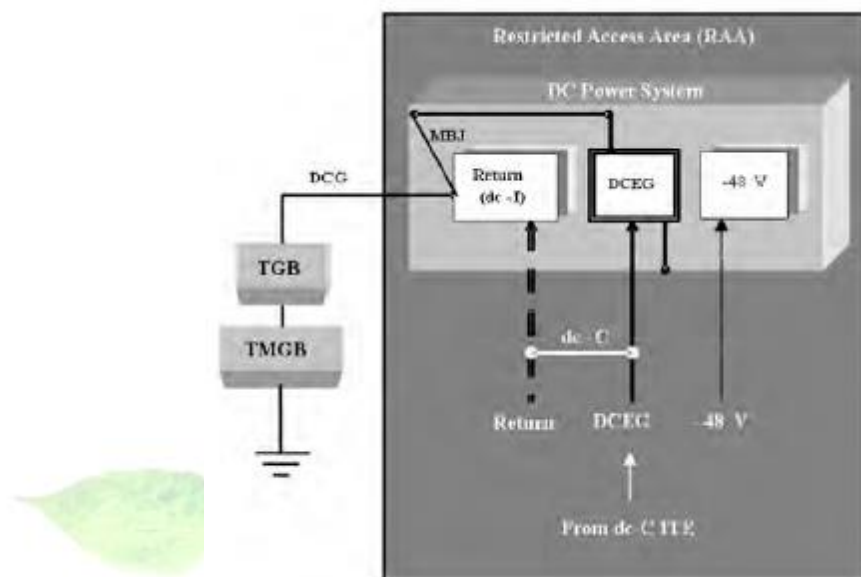 Restricted Access Area (RAA)
DC Power System
MBJ
DCG
Return
(dc -I)
DCEG
-48 V
TGB
TMGB
dc - C
Return
DCEG
-48 V
From dc-C ITE